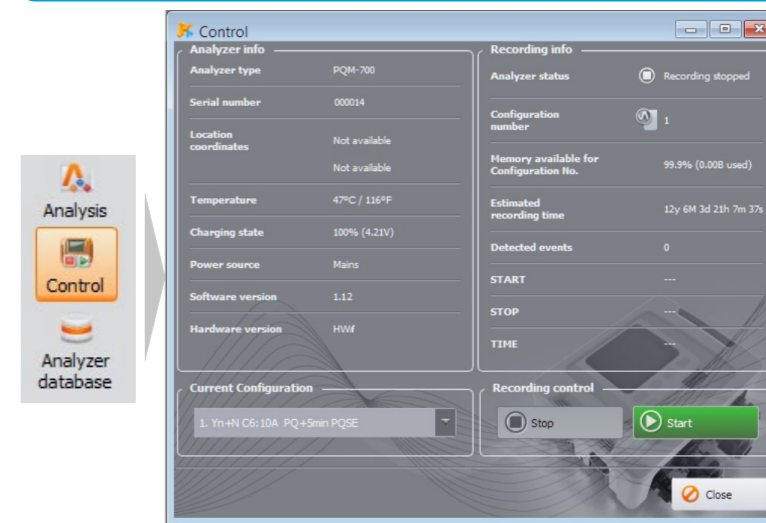 Analysis
Control
Analyzer
database
Control
Analyzer info
Analyzer type PQM-700
Serial number 000014
Location
coordinates
Not available
Not available
Temperature 47ºC / 116ºF
Charging state 100% (4.21V)
Power source Mains
Software version 1.12
Hardware version HWf
Current Configuration
1. Yn+N C6:10A PQ+5min PQSE
Recording info
Analyzer status Recording stopped
Configuration
number
1
Memory available for
Configuration No.
99.9% (0.00B used)
Estimated
recording time
12y 6M 3d 21h 7m 37s
Detected events 0
START ---
STOP ---
TIME ---
Recording control
Stop
Start
Close